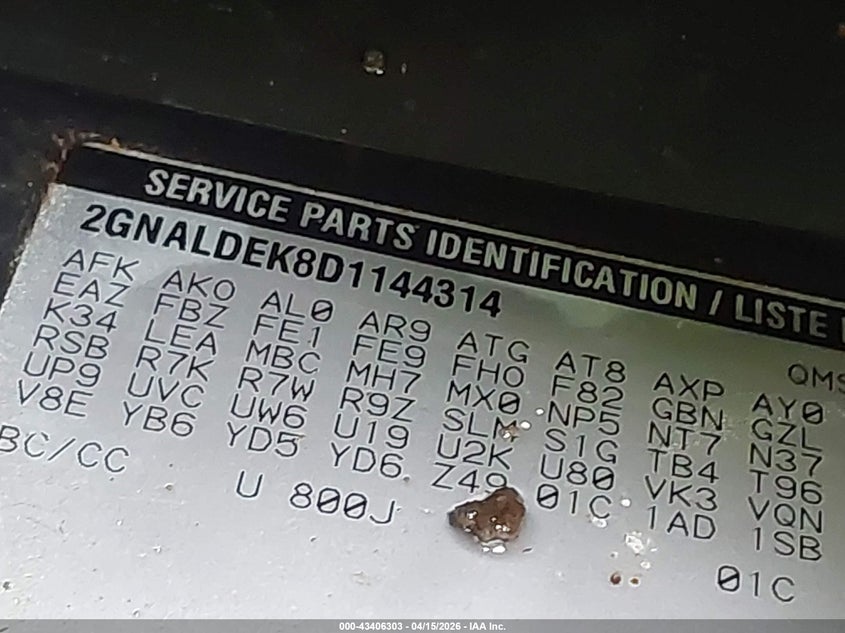 SERVICE PARTS IDENTIFICATION / LISTE
2GNALDEK8D1144314
AFK AKO AL0 AR9 ATG AT8 AXP AY0
EAZ FBZ FE1 FE9 FHO F82 GBN GZL
K34 LEA MBC MH7 MX0 NP5 NT7 N37
RSB R7K R7W R9Z SLM S1G TB4 T96
UP9 UVC UW6 U19 U2K U80 VK3 VQN
V8E YB6 YD5 YD6 Z49 01C 1AD 1SB
BC/CC U 800J 01C
000-43406303 - 04/15/2026 - IAA Inc.